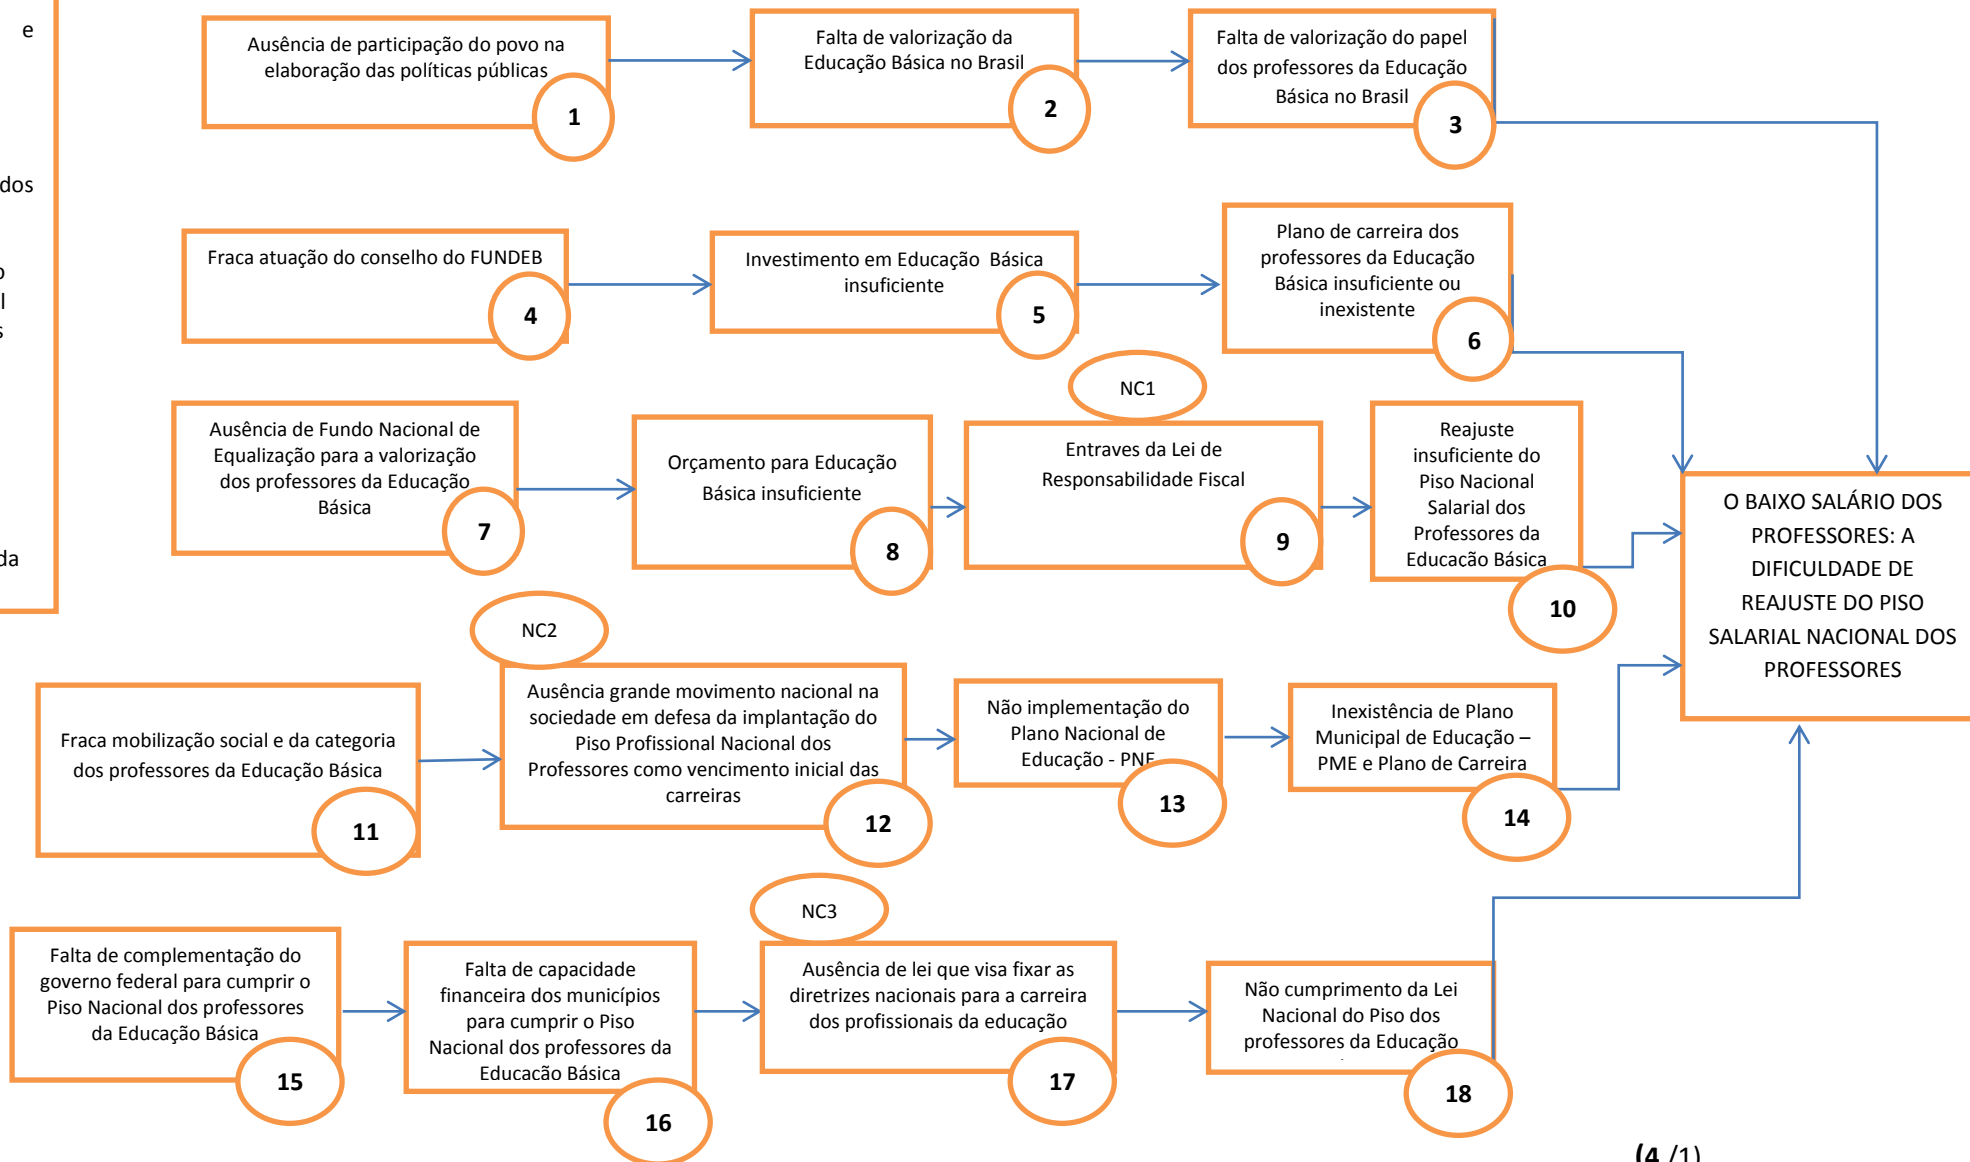 e
dos
l
s
da
Ausência de participação do povo na
elaboração das políticas públicas
1
Falta de valorização da
Educação Básica no Brasil
2
Falta de valorização do papel
dos professores da Educação
Básica no Brasil
3
Fraca atuação do conselho do FUNDEB
4
Investimento em Educação Básica
insuficiente
5
Plano de carreira dos
professores da Educação
Básica insuficiente ou
inexistente
6
Ausência de Fundo Nacional de
Equalização para a valorização
dos professores da Educação
Básica
7
Orçamento para Educação
Básica insuficiente
8
NC1
Entraves da Lei de
Responsabilidade Fiscal
9
Reajuste
insuficiente do
Piso Nacional
Salarial dos
Professores da
Educação Básica
10
O BAIXO SALÁRIO DOS
PROFESSORES: A
DIFICULDADE DE
REAJUSTE DO PISO
SALARIAL NACIONAL DOS
PROFESSORES
Fraca mobilização social e da categoria
dos professores da Educação Básica
11
NC2
Ausência grande movimento nacional na
sociedade em defesa da implantação do
Piso Profissional Nacional dos
Professores como vencimento inicial das
carreiras
12
Não implementação do
Plano Nacional de
Educação - PNE
13
Inexistência de Plano
Municipal de Educação –
PME e Plano de Carreira
14
Falta de complementação do
governo federal para cumprir o
Piso Nacional dos professores
da Educação Básica
15
Falta de capacidade
financeira dos municípios
para cumprir o Piso
Nacional dos professores da
Educação Básica
16
NC3
Ausência de lei que visa fixar as
diretrizes nacionais para a carreira
dos profissionais da educação
17
Não cumprimento da Lei
Nacional do Piso dos
professores da Educação
18
(4 /1)